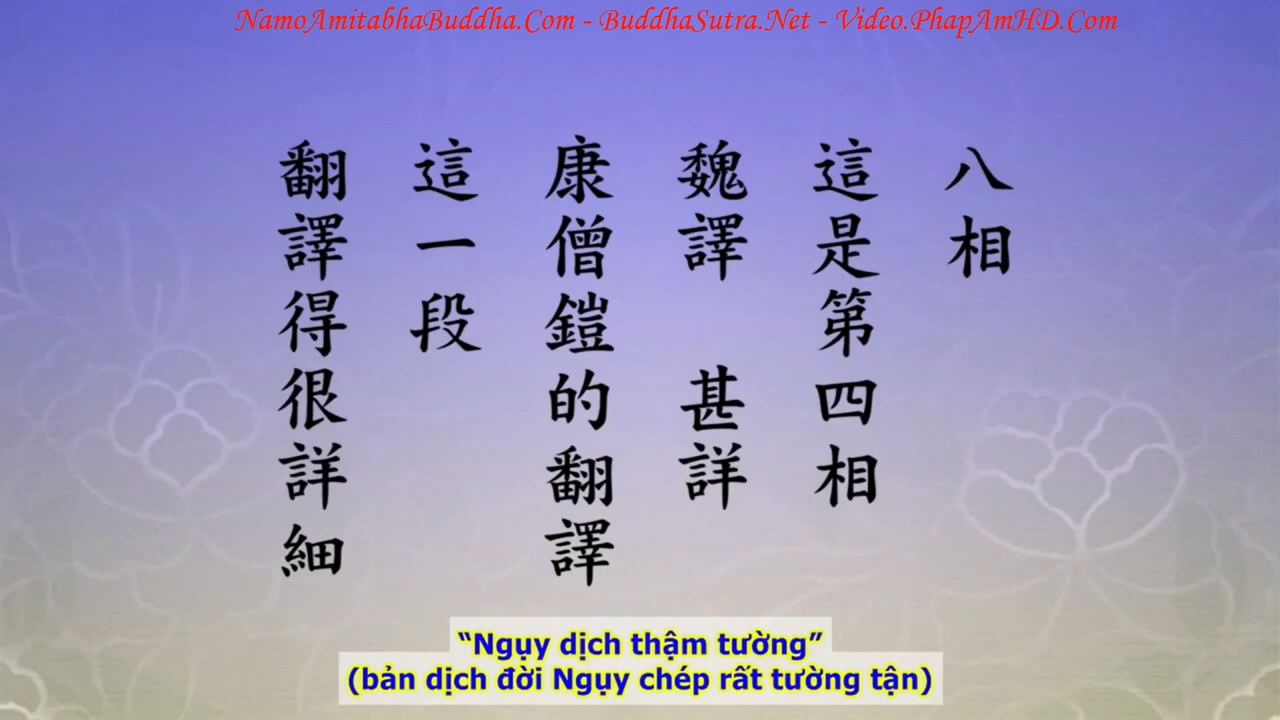 NamoAmitabhaBuddha.Com - BuddhaSutra.Net - Video.PhapAmHD.Com
八相
這是第四相
魏譯　甚詳
康僧鎧的翻譯
這一段
翻譯得很詳細
“Ngụy dịch thậm tường”
(bản dịch đời Ngụy chép rất tường tận)